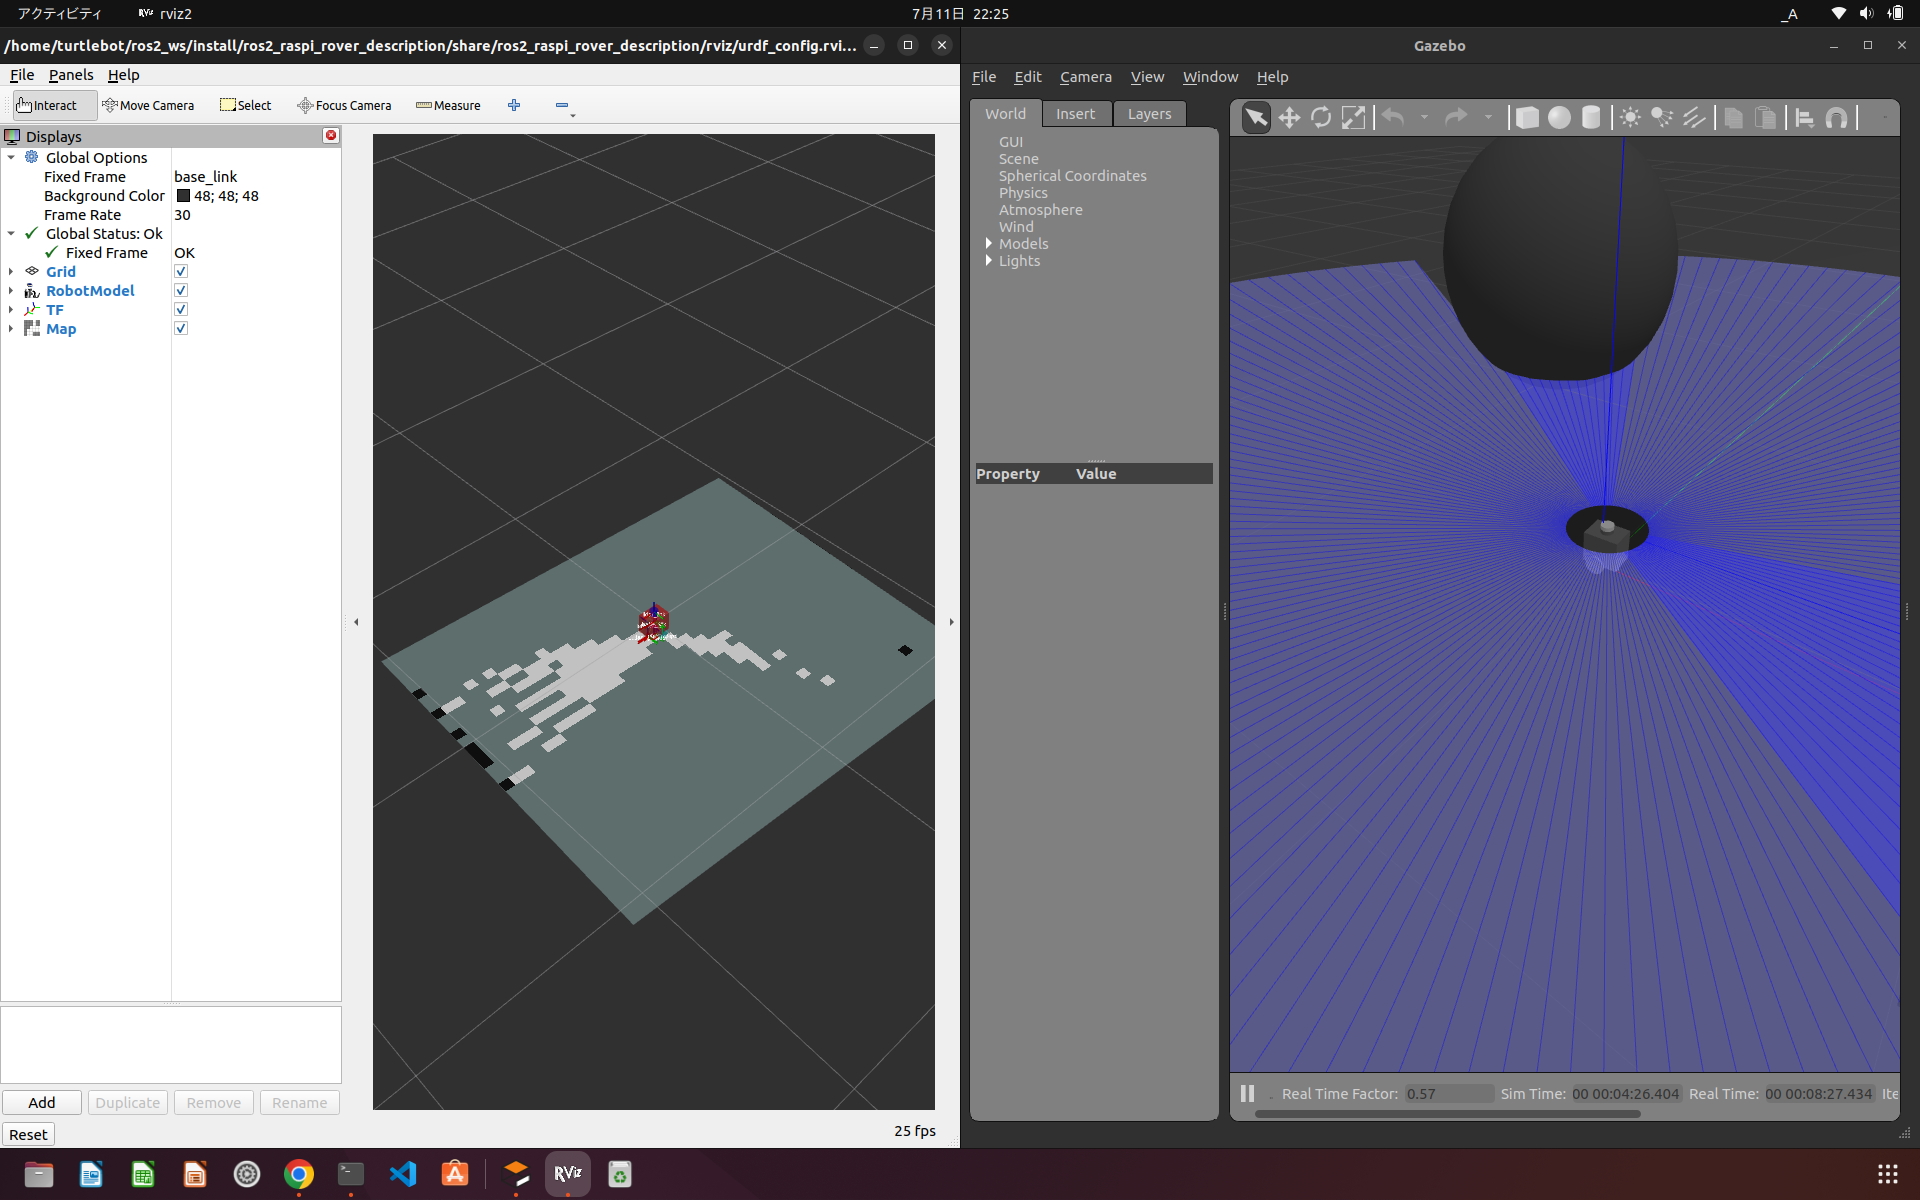 アクティビティ
rviz2
7月11日 22:25
_A
/home/turtlebot/ros2_ws/install/ros2_raspi_rover_description/share/ros2_raspi_rover_description/rviz/urdf_config.rvi...
File Panels Help
Interact Move Camera Select Focus Camera Measure
Displays
Global Options
Fixed Frame base_link
Background Color 48; 48; 48
Frame Rate 30
Global Status: Ok
Fixed Frame OK
Grid
RobotModel
TF
Map
Add Duplicate Remove Rename
Reset
25 fps
Gazebo
File Edit Camera View Window Help
World Insert Layers
GUI
Scene
Spherical Coordinates
Physics
Atmosphere
Wind
Models
Lights
Property Value
Real Time Factor: 0.57 Sim Time: 00 00:04:26.404 Real Time: 00 00:08:27.434 Ite
RViz